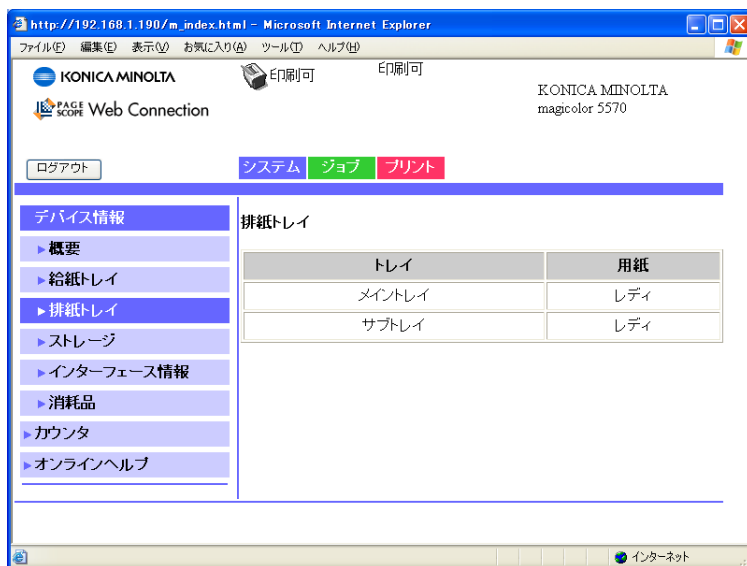 http://192.168.1.190/m_index.html - Microsoft Internet Explorer
ファイル(F) 編集(E) 表示(V) お気に入り(A) ツール(T) ヘルプ(H)
KONICA MINOLTA
印刷可
印刷可
KONICA MINOLTA
magicolor 5570
PAGE SCOPE Web Connection
ログアウト
システム ジョブ プリント
デバイス情報
概要
給紙トレイ
排紙トレイ
ストレージ
インターフェース情報
消耗品
カウンタ
オンラインヘルプ
排紙トレイ
トレイ 用紙
メイントレイ レディ
サブトレイ レディ
インターネット